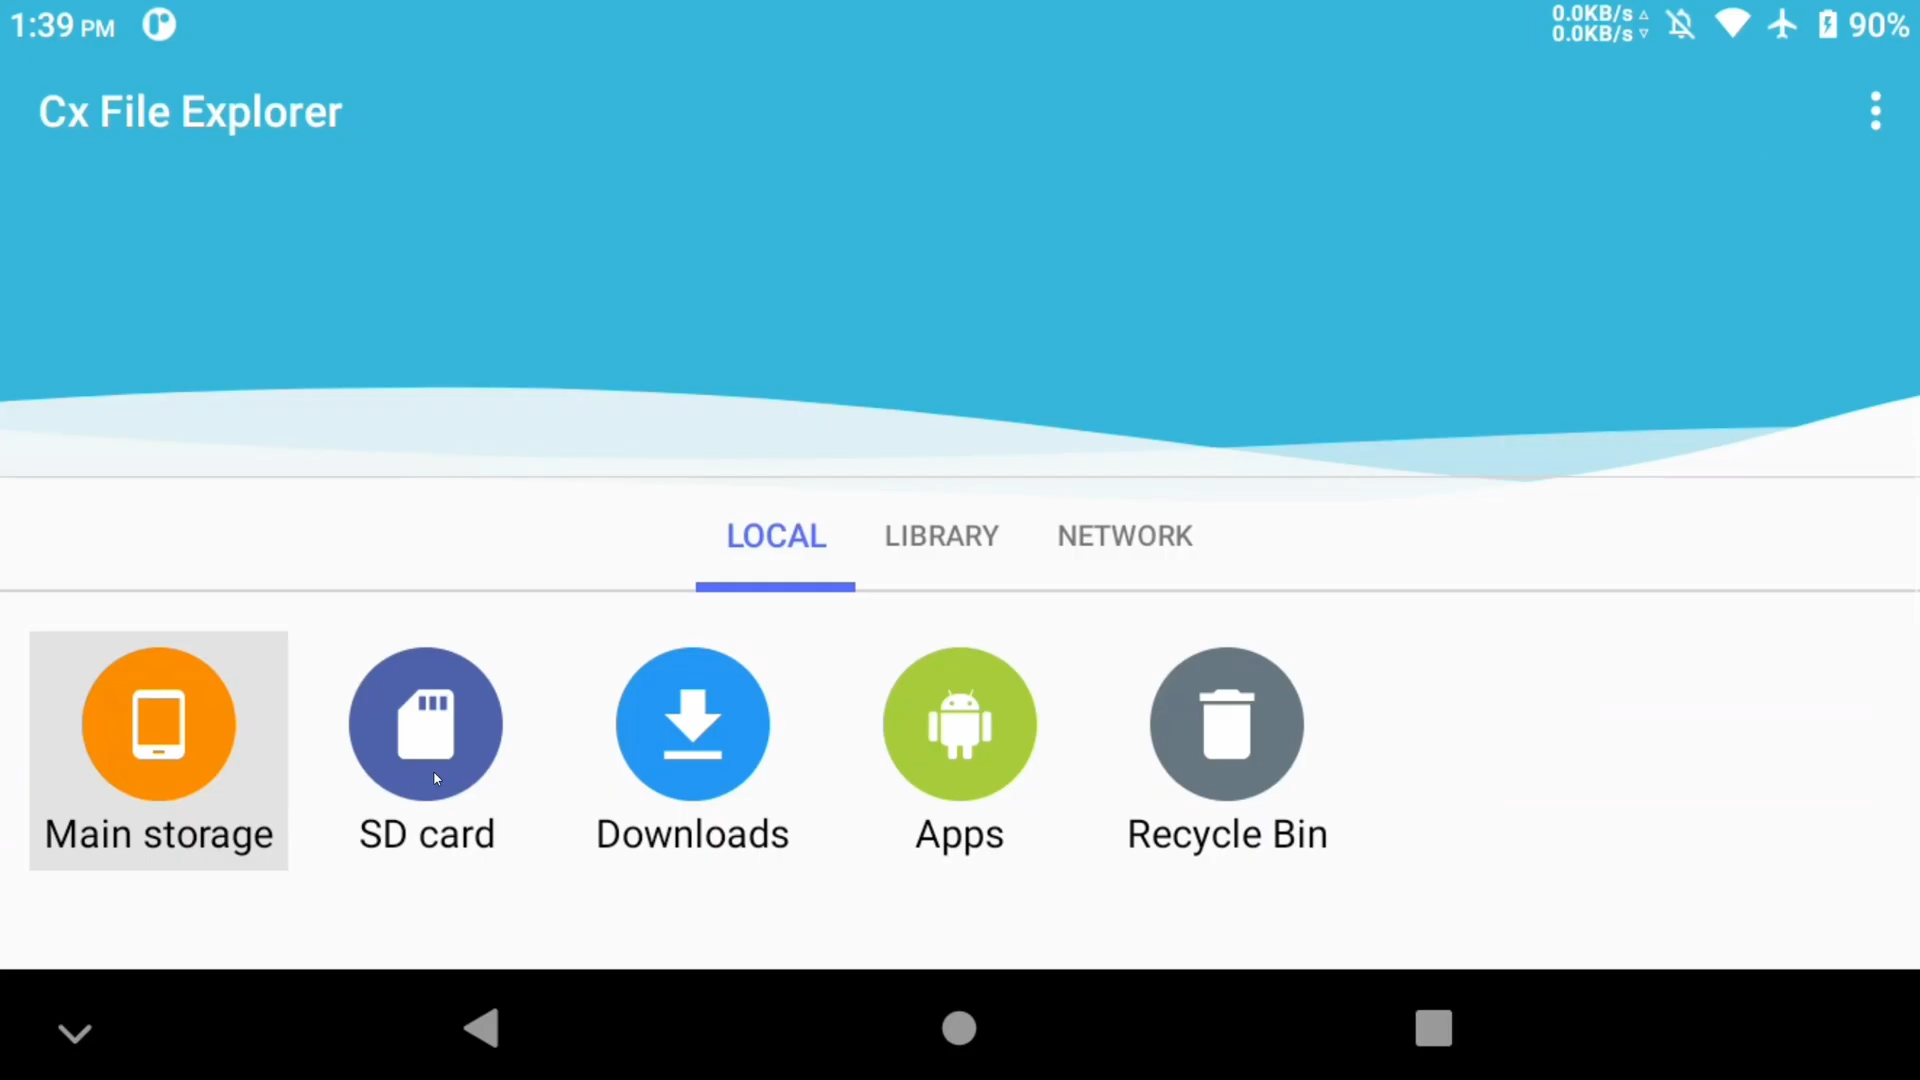 1:39 PM
0.0KB/s
0.0KB/s
90%
Cx File Explorer
LOCAL LIBRARY NETWORK
Main storage SD card Downloads Apps Recycle Bin